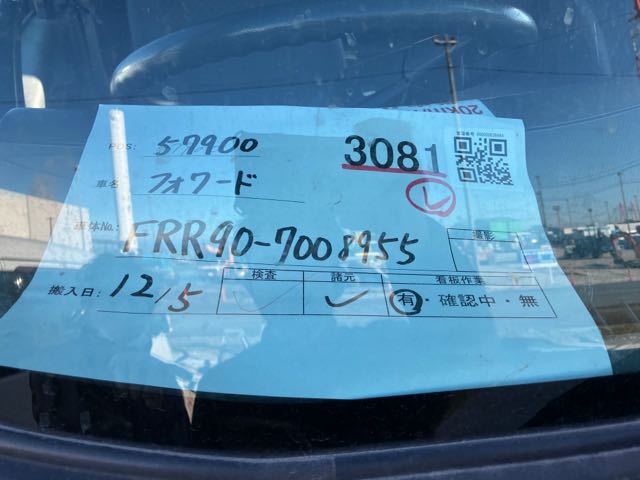 POS: 57900
3081
レ
車名 フォワード
車体No. FRR90-7008955
撮影
搬入日: 12/5
検査 諸元 看板作業
✓ ✓ 有・確認中・無